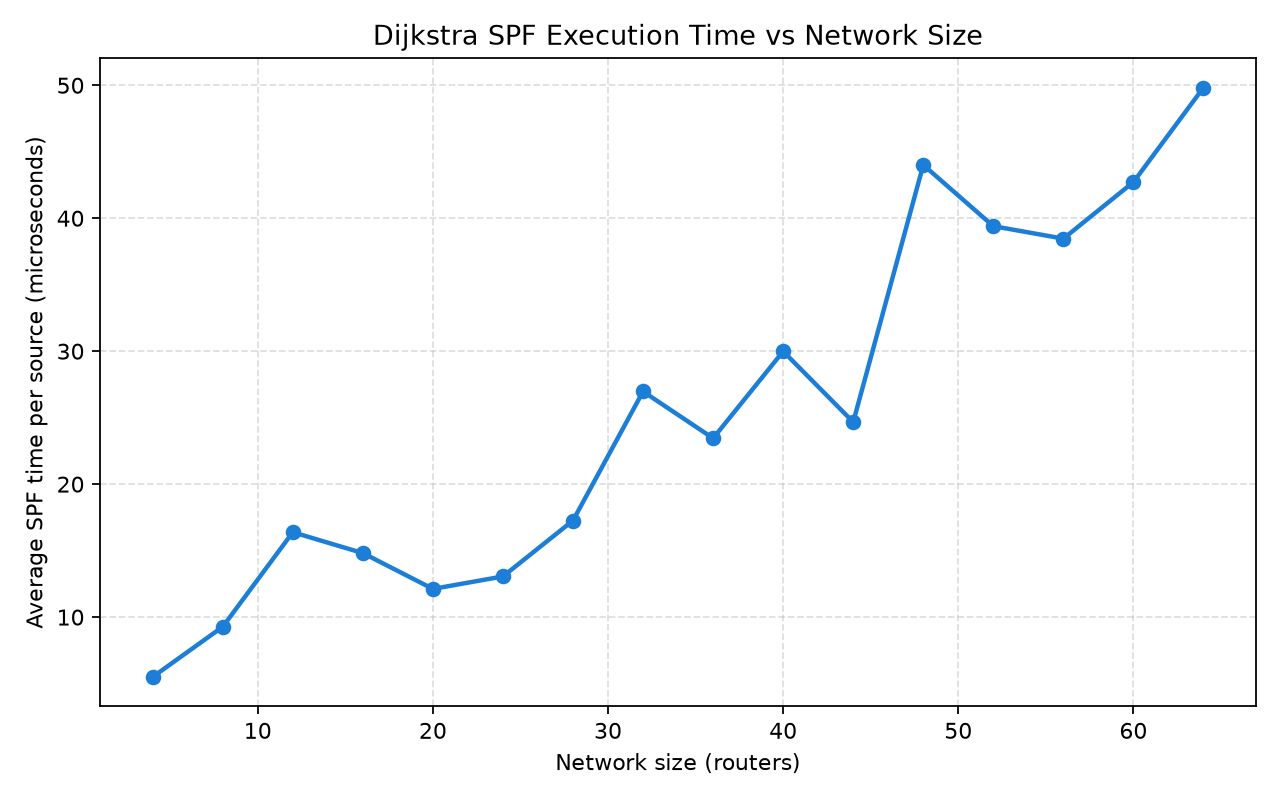 Dijkstra SPF Execution Time vs Network Size
Average SPF time per source (microseconds)
50
40
30
20
10
10 20 30 40 50 60
Network size (routers)